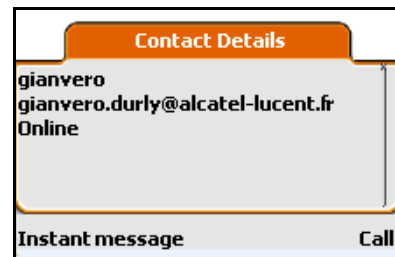 Contact Details
gianvero
gianvero.durly@alcatel-lucent.fr
Online
Instant message Call